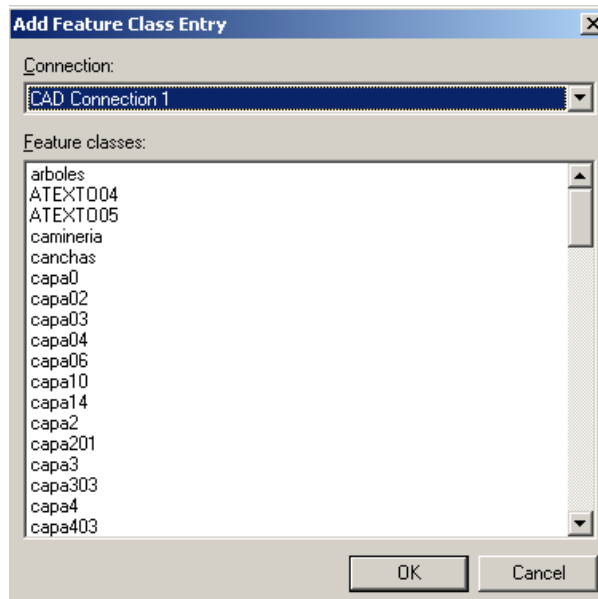 Add Feature Class Entry
Connection:
CAD Connection 1
Feature classes:
arboles
ATEXTO04
ATEXTO05
camineria
canchas
capa0
capa02
capa03
capa04
capa06
capa10
capa14
capa2
capa201
capa3
capa303
capa4
capa403
OK Cancel